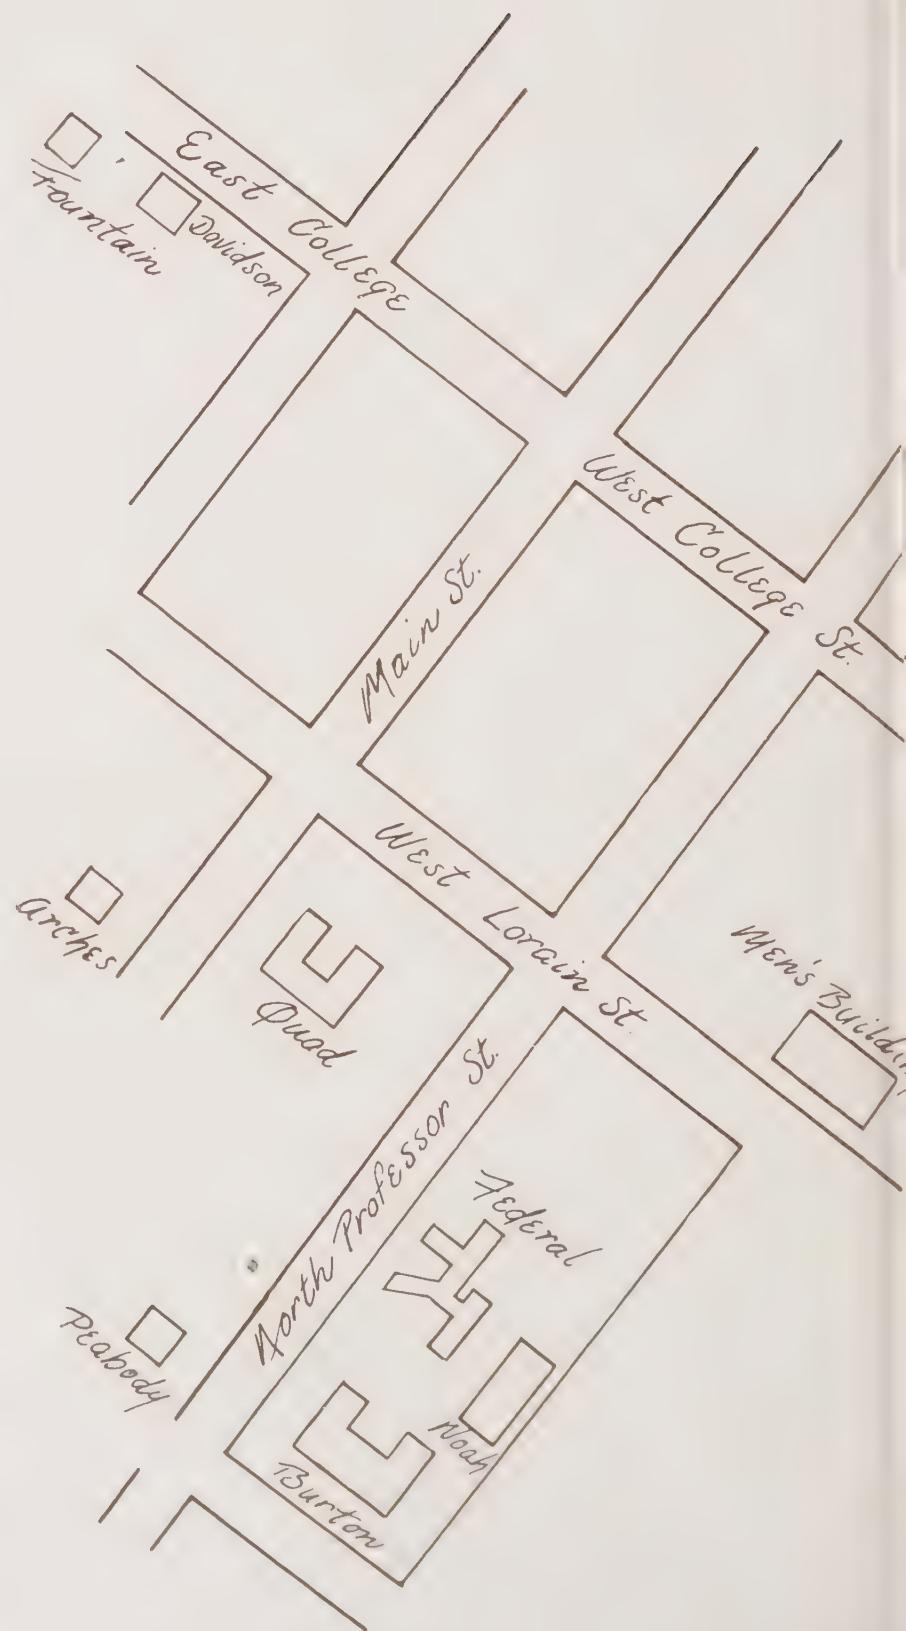 East College
Fountain
Davidson
West College St.
Main St.
West Lorain St.
Arches
Quad
Men's Buildin
North Professor St.
Federal
Peabody
Noah
Burton